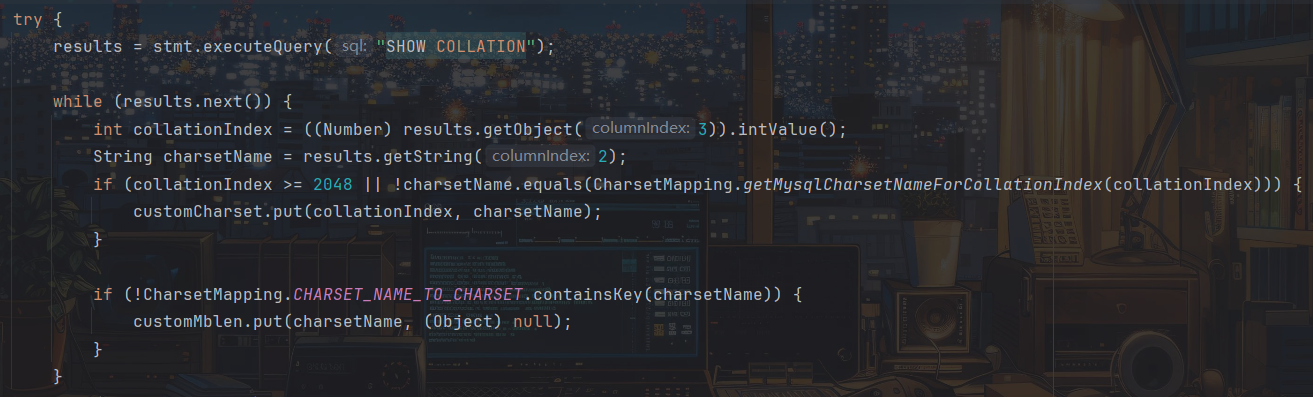 try {
results = stmt.executeQuery( sql: "SHOW COLLATION");
while (results.next()) {
int collationIndex = ((Number) results.getObject( columnIndex: 3)).intValue();
String charsetName = results.getString( columnIndex: 2);
if (collationIndex >= 2048 || !charsetName.equals(CharsetMapping.getMysqlCharsetNameForCollationIndex(collationIndex))) {
customCharset.put(collationIndex, charsetName);
}
if (!CharsetMapping.CHARSET_NAME_TO_CHARSET.containsKey(charsetName)) {
customMblen.put(charsetName, (Object) null);
}
}